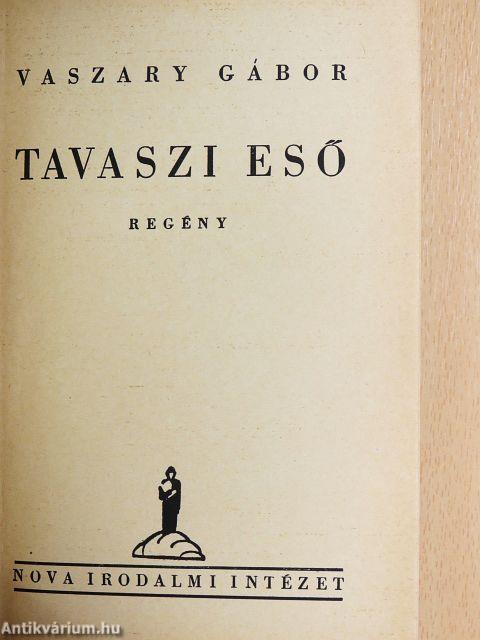 VASZARY GÁBOR
TAVASZI ESŐ
REGÉNY
NOVA IRODALMI INTÉZET
Antikvárium.hu